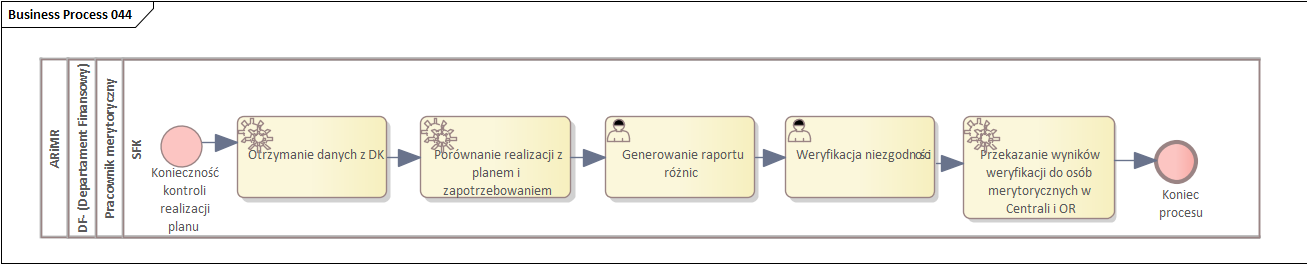 Business Process 044
ARiMR
DF- (Departament Finansowy)
Pracownik merytoryczny
SFK
Konieczność
kontroli
realizacji
planu
Otrzymanie danych z DK
Porównanie realizacji z
planem i
zapotrzebowaniem
Generowanie raportu
różnic
Weryfikacja niezgodności
Przekazanie wyników
weryfikacji do osób
merytorycznych w
Centrali i OR
Koniec
procesu